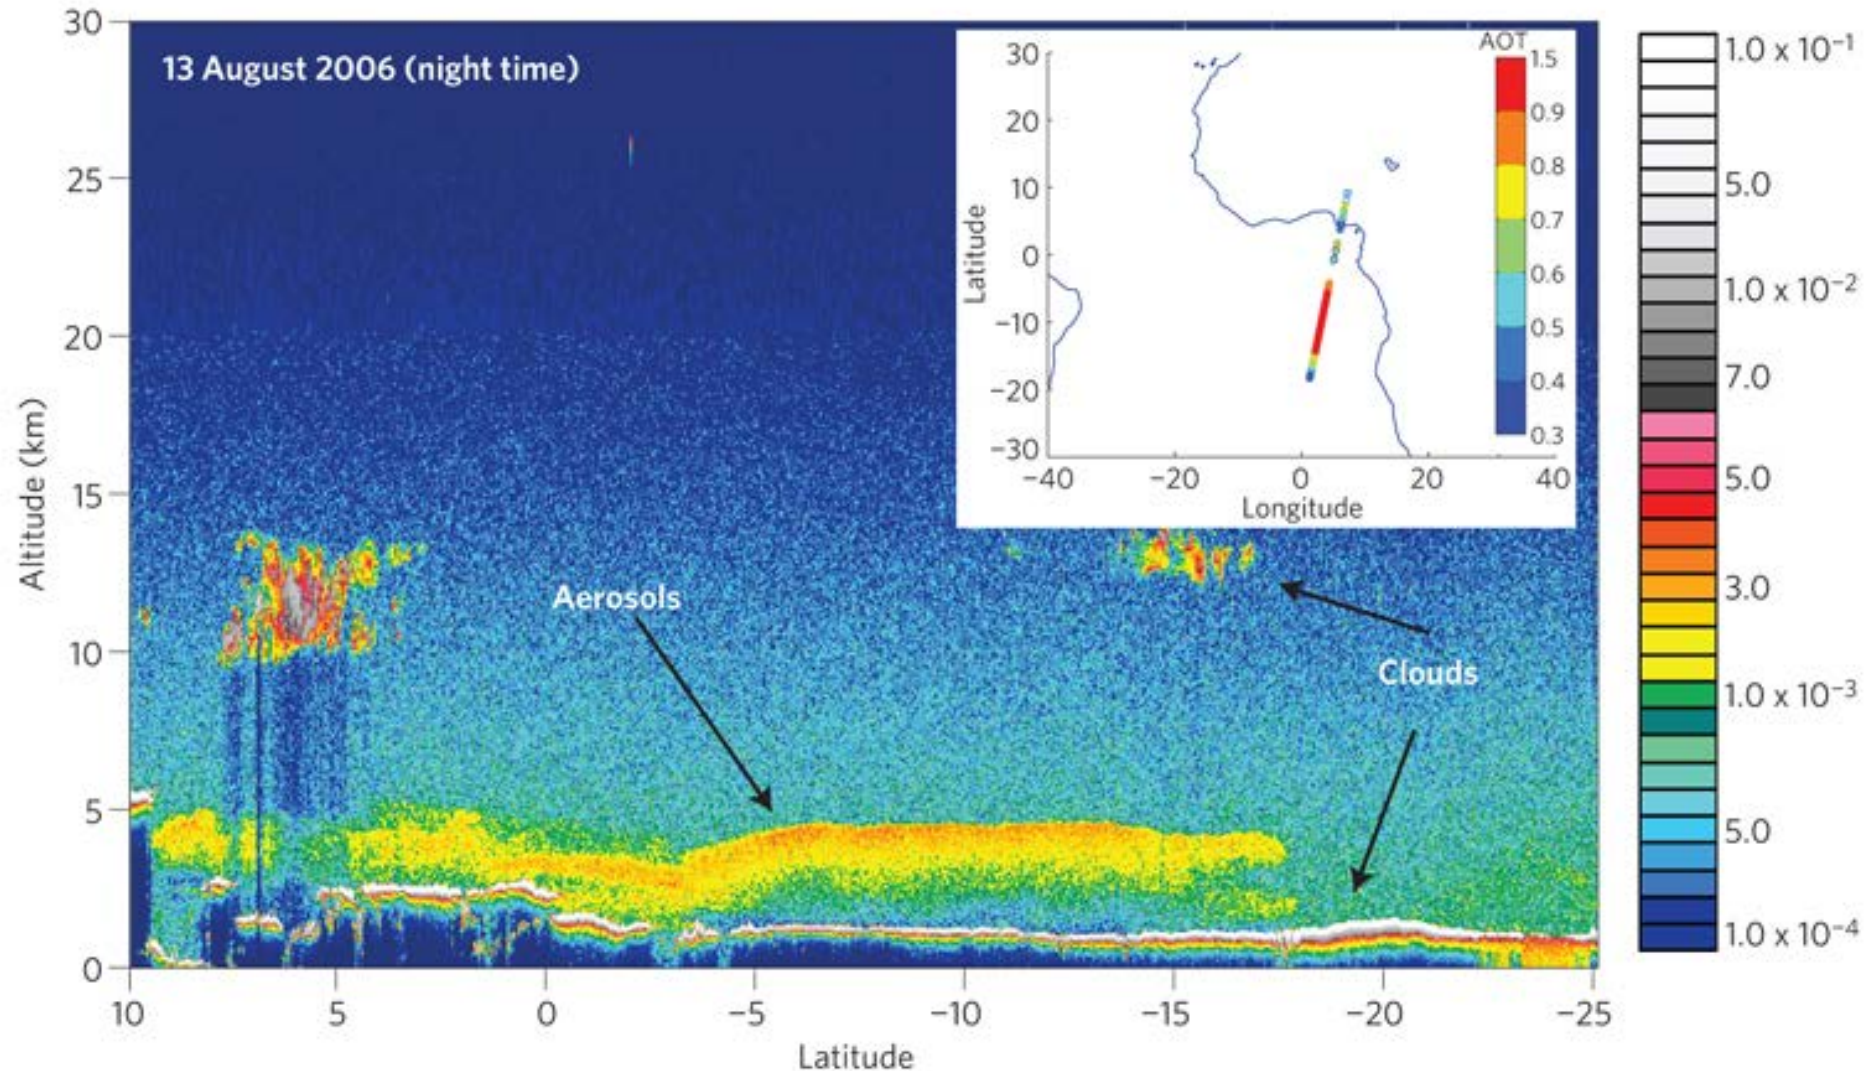 13 August 2006 (night time)
Altitude (km)
30
25
20
15
10
5
0
10 5 0 −5 −10 −15 −20 −25
Latitude
Aerosols
Clouds
AOT
1.5
0.9
0.8
0.7
0.6
0.5
0.4
0.3
Latitude
30
20
10
0
−10
−20
−30
−40 −20 0 20 40
Longitude
1.0 x 10⁻¹
5.0
1.0 x 10⁻²
7.0
5.0
3.0
1.0 x 10⁻³
5.0
1.0 x 10⁻⁴